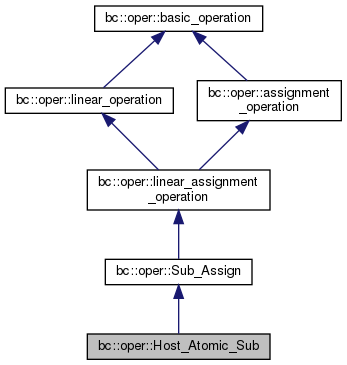 bc::oper::basic_operation
bc::oper::linear_operation
bc::oper::assignment
_operation
bc::oper::linear_assignment
_operation
bc::oper::Sub_Assign
bc::oper::Host_Atomic_Sub